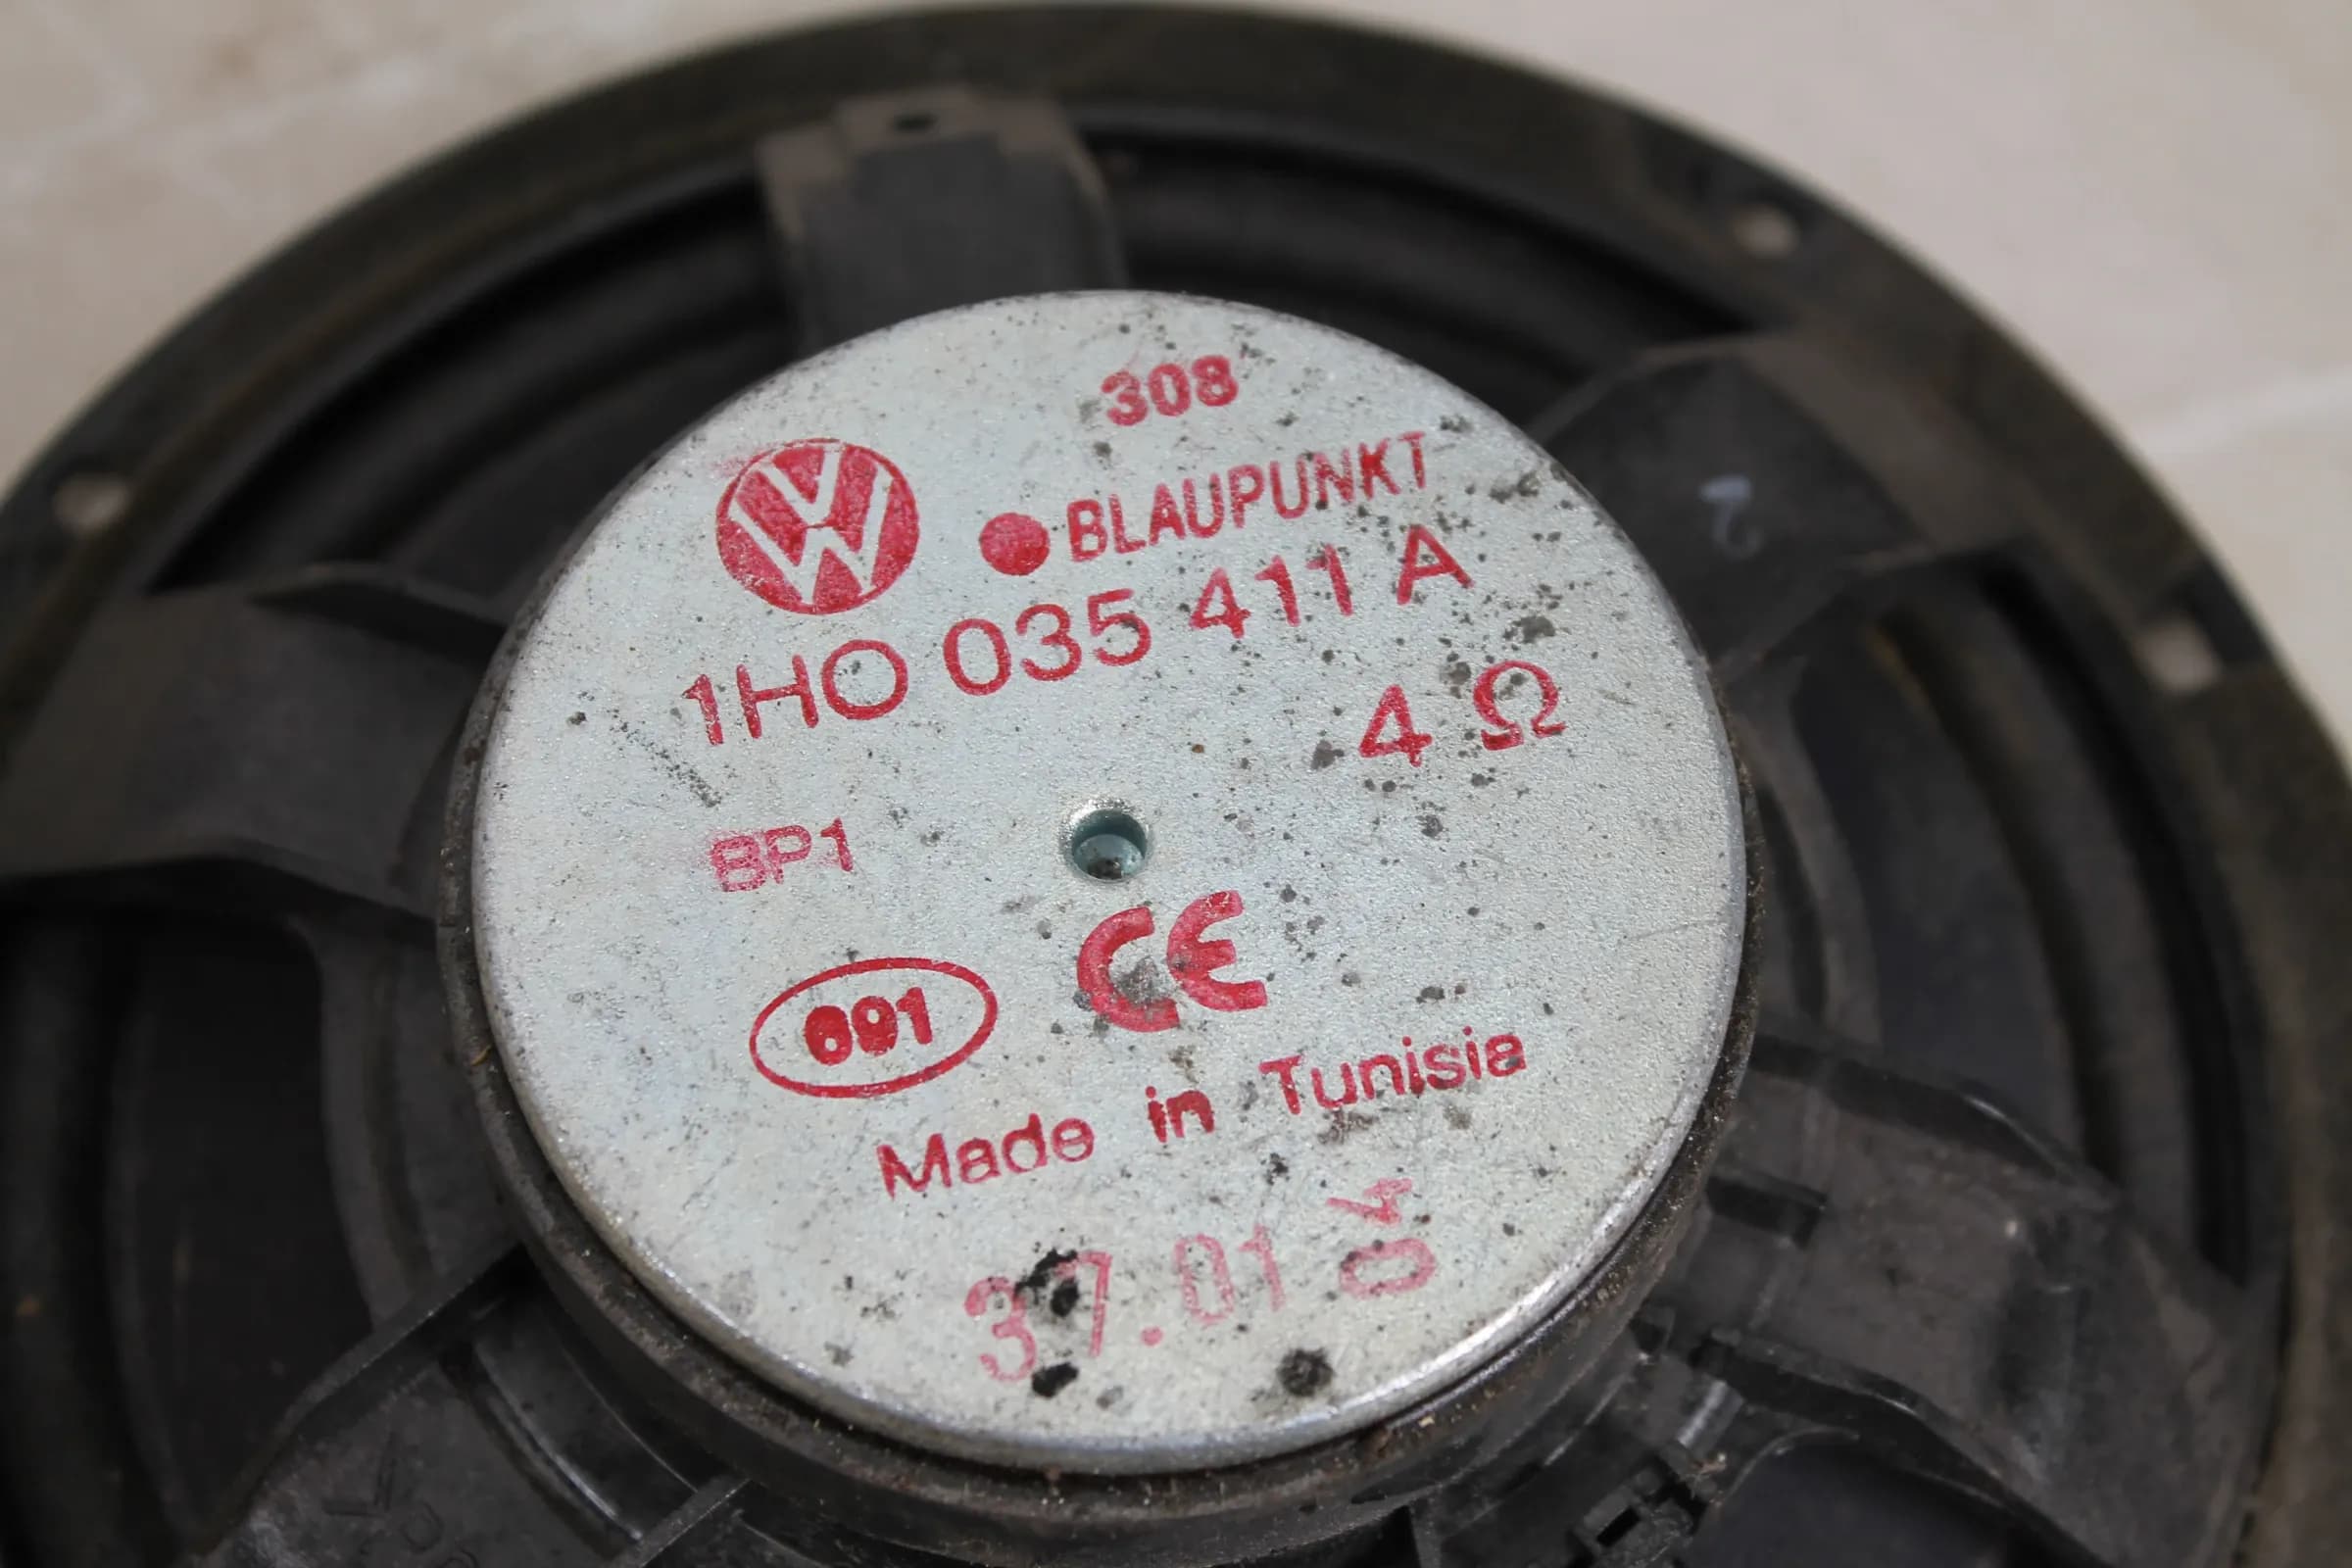 308
BLAUPUNKT
1HO 035 411 A
4 Ω
BP1
CE
691
Made in Tunisia
37.01
04